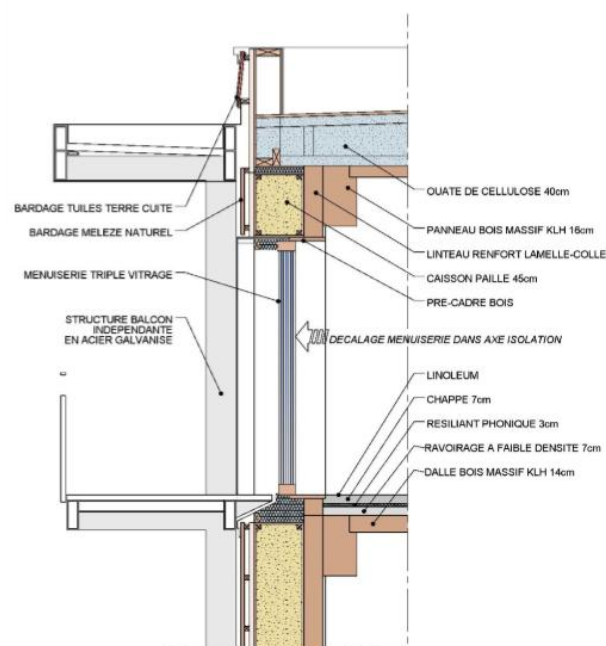 BARDAGE TUILES TERRE CUITE
BARDAGE MELEZE NATUREL
MENUISERIE TRIPLE VITRAGE
STRUCTURE BALCON
INDEPENDANTE
EN ACIER GALVANISE
OUATE DE CELLULOSE 40cm
PANNEAU BOIS MASSIF KLH 16cm
LINTEAU RENFORT LAMELLE-COLLE
CAISSON PAILLE 45cm
PRE-CADRE BOIS
DECALAGE MENUISERIE DANS AXE ISOLATION
LINOLEUM
CHAPPE 7cm
RESILIANT PHONIQUE 3cm
RAVOIRAGE A FAIBLE DENSITE 7cm
DALLE BOIS MASSIF KLH 14cm